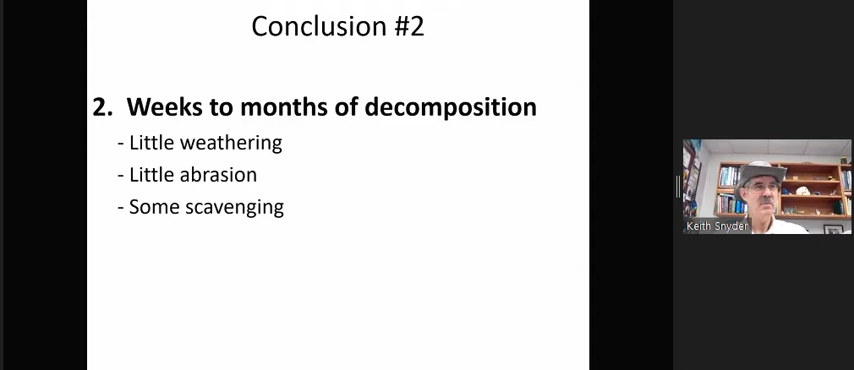 Conclusion #2
2. Weeks to months of decomposition
- Little weathering
- Little abrasion
- Some scavenging
Keith Snyder